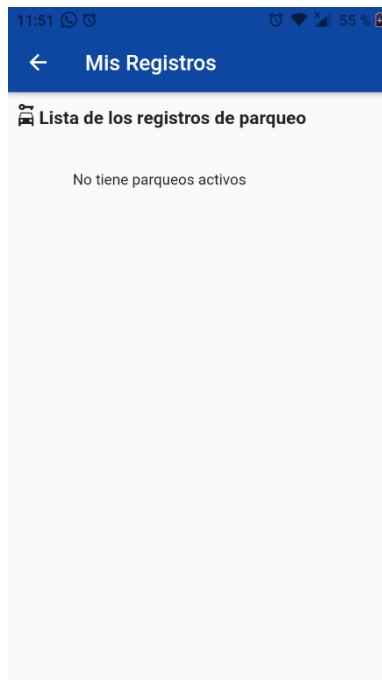 11:51 55 %
Mis Registros
Lista de los registros de parqueo
No tiene parqueos activos